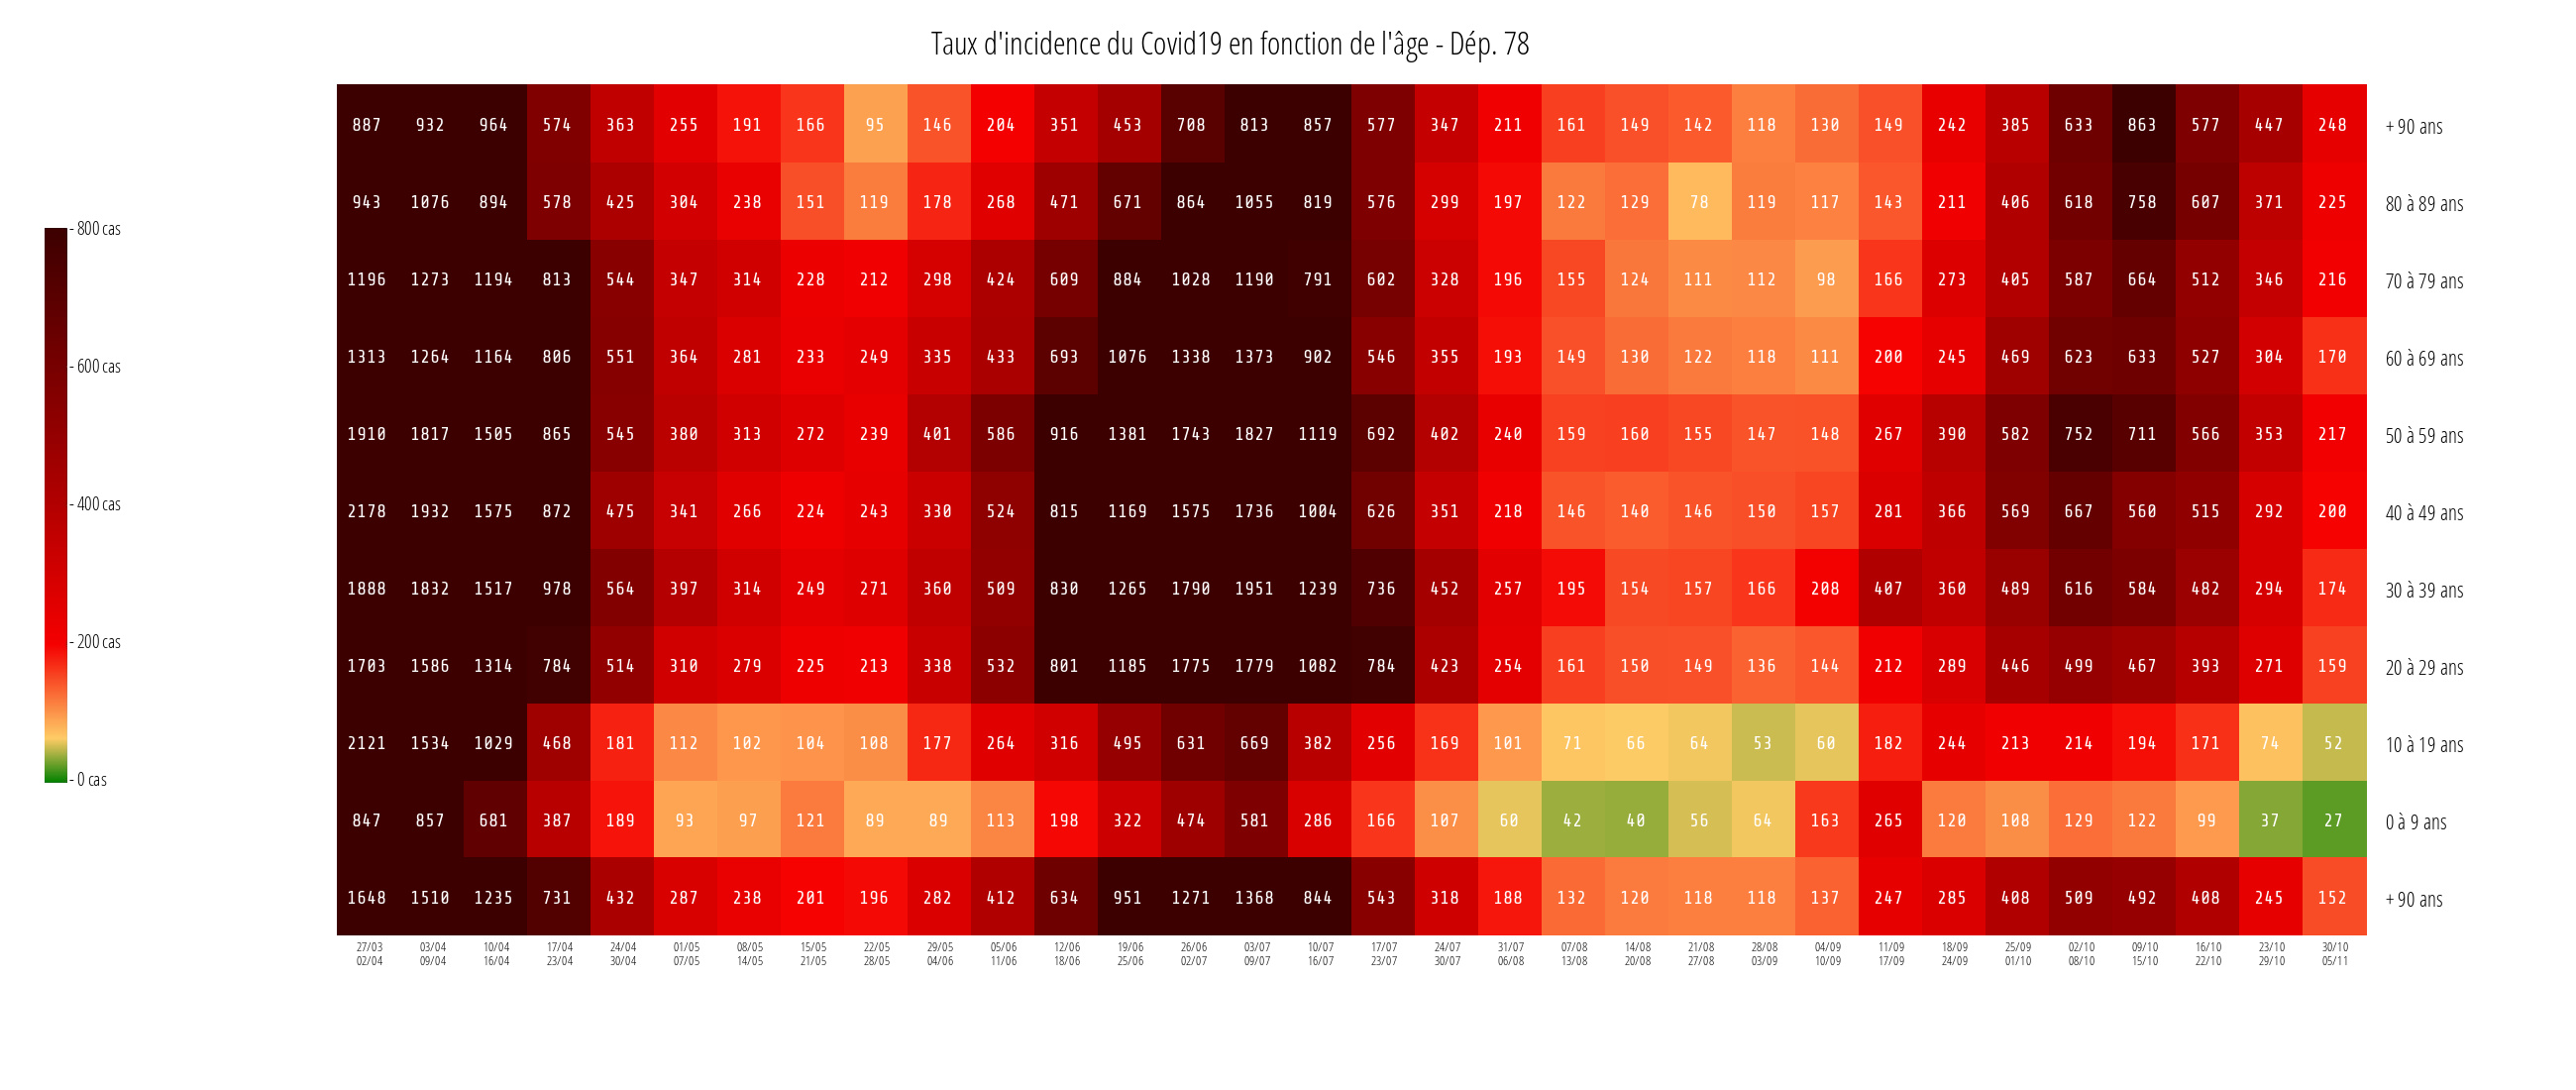 Taux d'incidence du Covid19 en fonction de l'âge - Dép. 78
887 932 964 574 363 255 191 166 95 146 204 351 453 708 813 857 577 347 211 161 149 142 118 130 149 242 385 633 863 577 447 248 + 90 ans
943 1076 894 578 425 304 238 151 119 178 268 471 671 864 1055 819 576 299 197 122 129 78 119 117 143 211 406 618 758 607 371 225 80 à 89 ans
1196 1273 1194 813 544 347 314 228 212 298 424 609 884 1028 1190 791 602 328 196 155 124 111 112 98 166 273 405 587 664 512 346 216 70 à 79 ans
1313 1264 1164 806 551 364 281 233 249 335 433 693 1076 1338 1373 902 546 355 193 149 130 122 118 111 200 245 469 623 633 527 304 170 60 à 69 ans
1910 1817 1505 865 545 380 313 272 239 401 586 916 1381 1743 1827 1119 692 402 240 159 160 155 147 148 267 390 582 752 711 566 353 217 50 à 59 ans
2178 1932 1575 872 475 341 266 224 243 330 524 815 1169 1575 1736 1004 626 351 218 146 140 146 150 157 281 366 569 667 560 515 292 200 40 à 49 ans
1888 1832 1517 978 564 397 314 249 271 360 509 830 1265 1790 1951 1239 736 452 257 195 154 157 166 208 407 360 489 616 584 482 294 174 30 à 39 ans
1703 1586 1314 784 514 310 279 225 213 338 532 801 1185 1775 1779 1082 784 423 254 161 150 149 136 144 212 289 446 499 467 393 271 159 20 à 29 ans
2121 1534 1029 468 181 112 102 104 108 177 264 316 495 631 669 382 256 169 101 71 66 64 53 60 182 244 213 214 194 171 74 52 10 à 19 ans
847 857 681 387 189 93 97 121 89 89 113 198 322 474 581 286 166 107 60 42 40 56 64 163 265 120 108 129 122 99 37 27 0 à 9 ans
1648 1510 1235 731 432 287 238 201 196 282 412 634 951 1271 1368 844 543 318 188 132 120 118 118 137 247 285 408 509 492 408 245 152 + 90 ans
27/03 03/04 10/04 17/04 24/04 01/05 08/05 15/05 22/05 29/05 05/06 12/06 19/06 26/06 03/07 10/07 17/07 24/07 31/07 07/08 14/08 21/08 28/08 04/09 11/09 18/09 25/09 02/10 09/10 16/10 23/10 30/10
02/04 09/04 16/04 23/04 30/04 07/05 14/05 21/05 28/05 04/06 11/06 18/06 25/06 02/07 09/07 16/07 23/07 30/07 06/08 13/08 20/08 27/08 03/09 10/09 17/09 24/09 01/10 08/10 15/10 22/10 29/10 05/11
- 800 cas
- 600 cas
- 400 cas
- 200 cas
- 0 cas